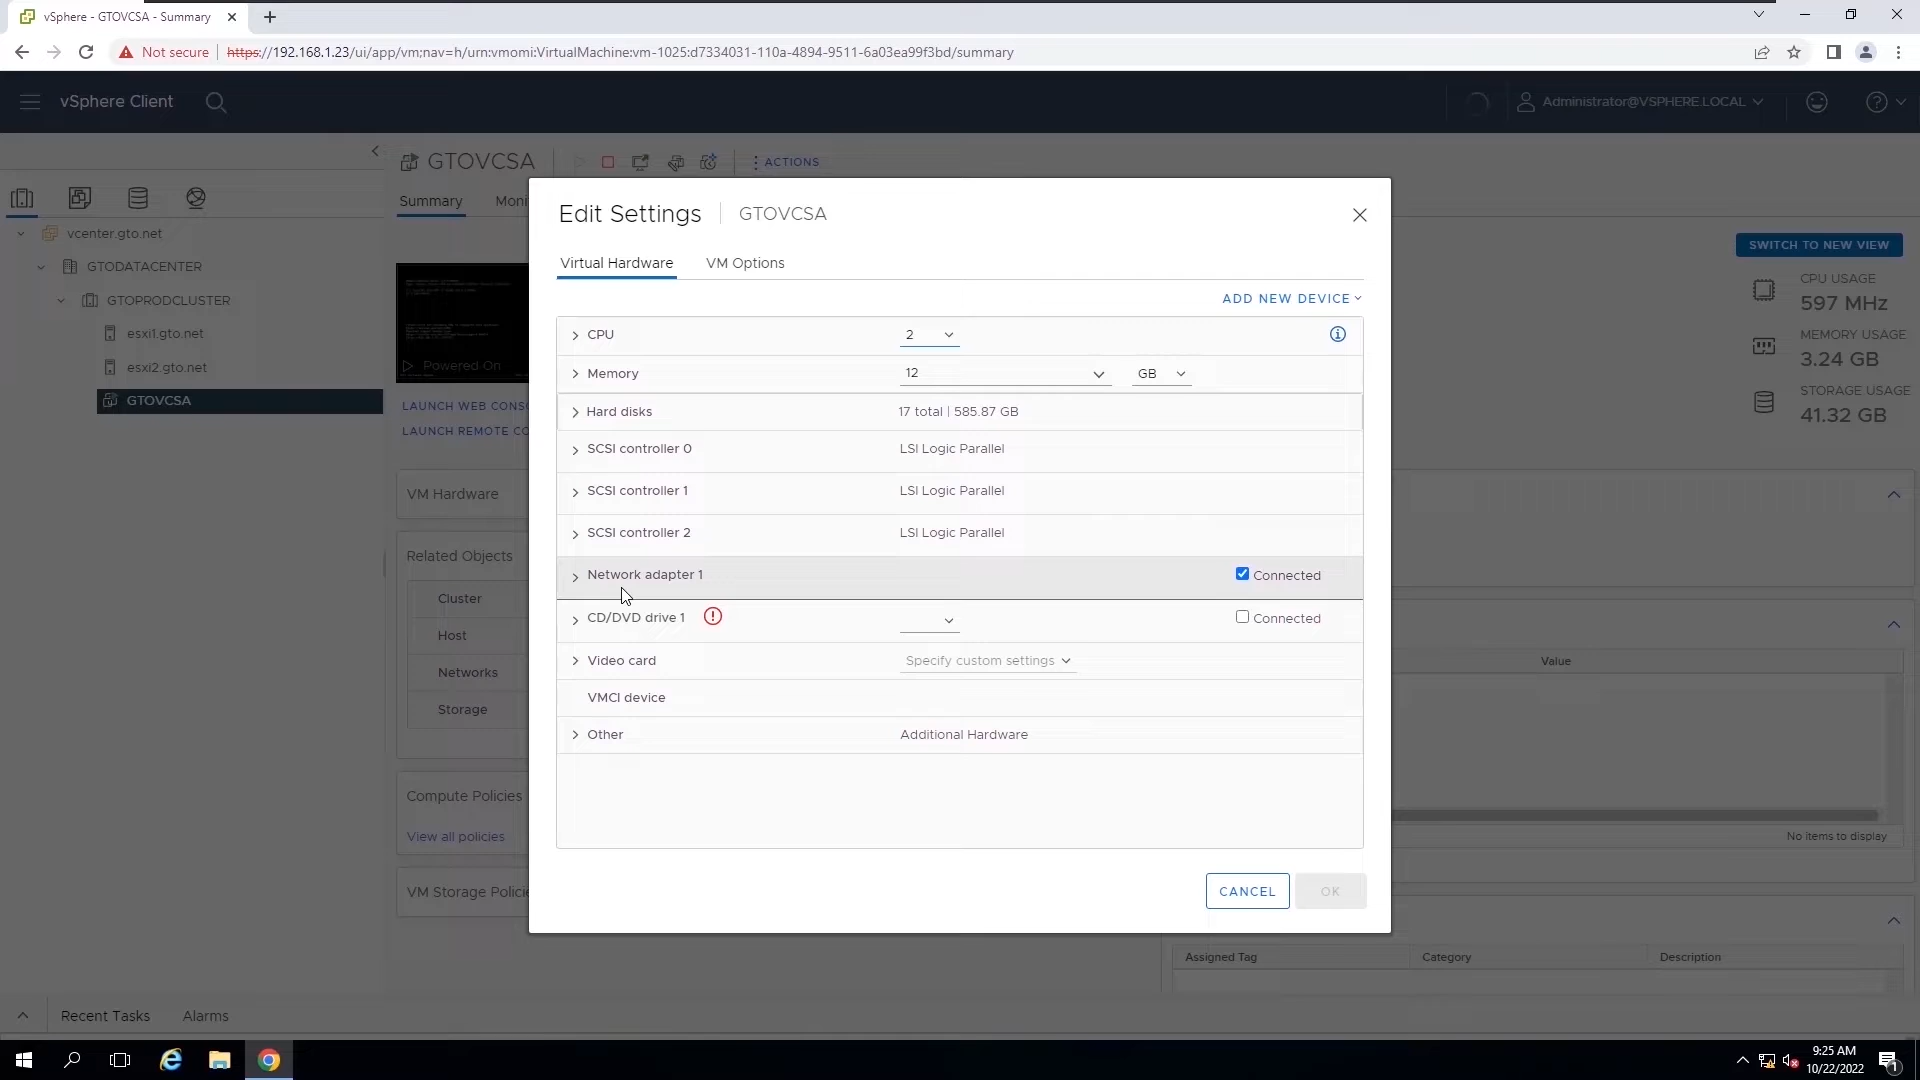 vSphere - GTOVCSA - Summary
Not secure
https://192.168.1.23/ui/app/vm;nav=h/urn:vmomi:VirtualMachine:vm-1025:d7334031-110a-4894-9511-6a03ea99f3bd/summary
vSphere Client
Administrator@VSPHERE.LOCAL
GTOVCSA
ACTIONS
Summary
Moni
vcenter.gto.net
GTODATACENTER
GTOPRODCLUSTER
esxi1.gto.net
esxi2.gto.net
GTOVCSA
Powered On
LAUNCH WEB CONS
LAUNCH REMOTE CO
SWITCH TO NEW VIEW
CPU USAGE
597 MHz
MEMORY USAGE
3.24 GB
STORAGE USAGE
41.32 GB
VM Hardware
Related Objects
Cluster
Host
Networks
Storage
Compute Policies
View all policies
VM Storage Policie
Edit Settings
GTOVCSA
Virtual Hardware
VM Options
ADD NEW DEVICE
CPU
2
Memory
12
GB
Hard disks
17 total | 585.87 GB
SCSI controller 0
LSI Logic Parallel
SCSI controller 1
LSI Logic Parallel
SCSI controller 2
LSI Logic Parallel
Network adapter 1
Connected
CD/DVD drive 1
Connected
Video card
Specify custom settings
VMCI device
Other
Additional Hardware
CANCEL
OK
Value
No items to display
Assigned Tag
Category
Description
Recent Tasks
Alarms
9:25 AM
10/22/2022
1